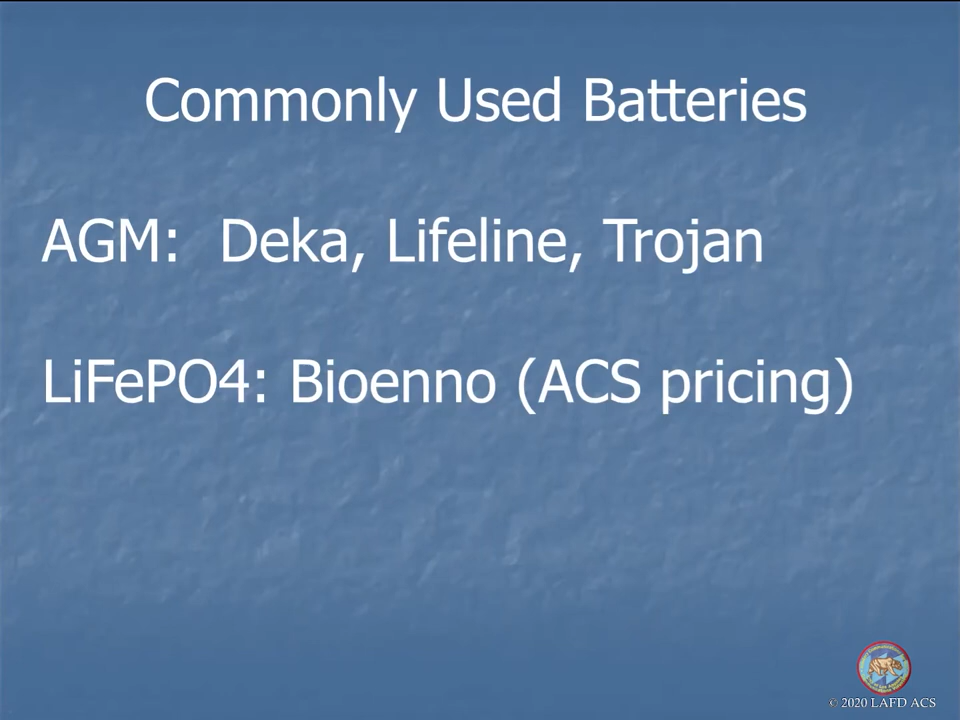 Commonly Used Batteries
AGM:  Deka, Lifeline, Trojan
LiFePO4: Bioenno (ACS pricing)
© 2020 LAFD ACS